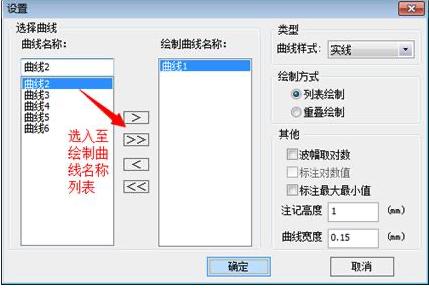 设置
选择曲线
曲线名称:
曲线2
曲线2
曲线3
曲线4
曲线5
曲线6
选入至
绘制曲
线名称
列表
>
>>
<
<<
绘制曲线名称:
曲线1
类型
曲线样式: 实线
绘制方式
列表绘制
重叠绘制
其他
波幅取对数
标注对数值
标注最大最小值
注记高度 1 (mm)
曲线宽度 0.15 (mm)
确定
取消